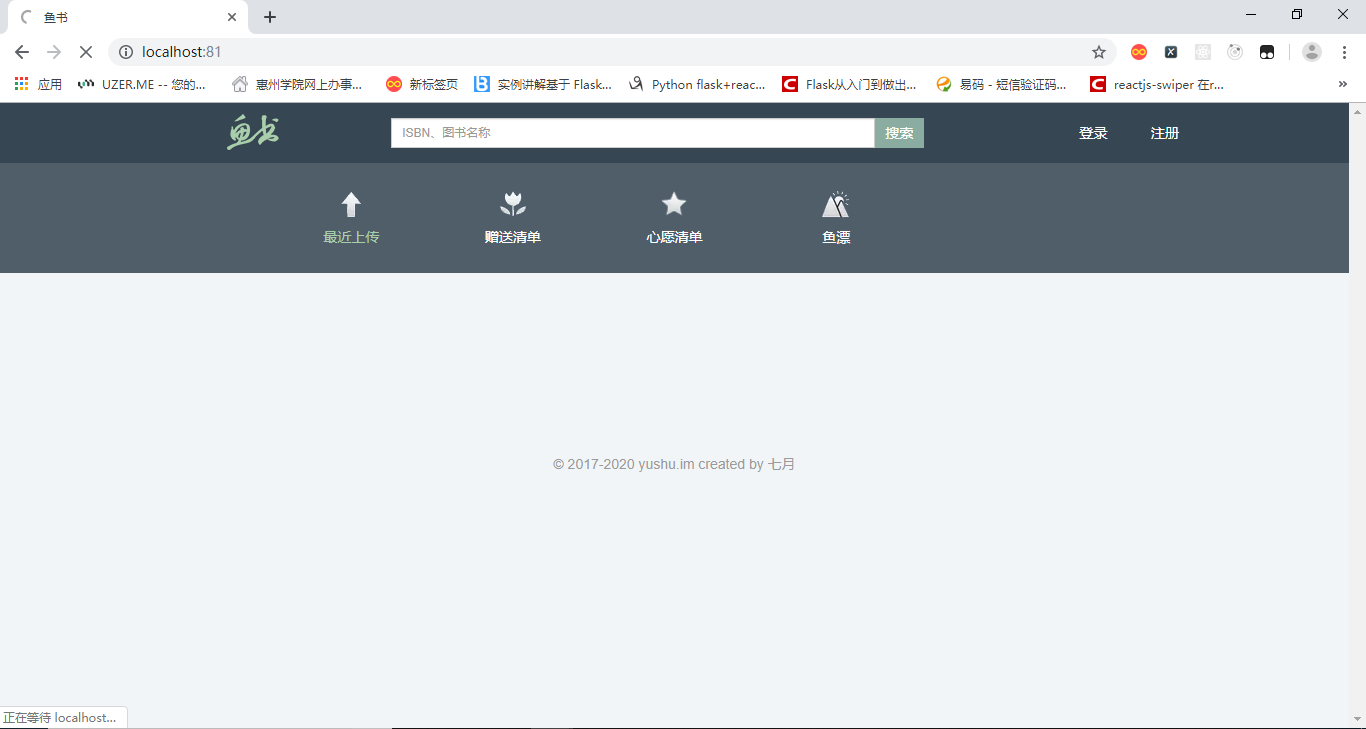 鱼书
localhost:81
应用 UZER.ME -- 您的... 惠州学院网上办事... 新标签页 实例讲解基于 Flask... Python flask+reac... Flask从入门到做出... 易码 - 短信验证码... reactjs-swiper 在r... »
鱼书 ISBN、图书名称 搜索 登录 注册
最近上传 赠送清单 心愿清单 鱼漂
© 2017-2020 yushu.im created by 七月
正在等待 localhost...